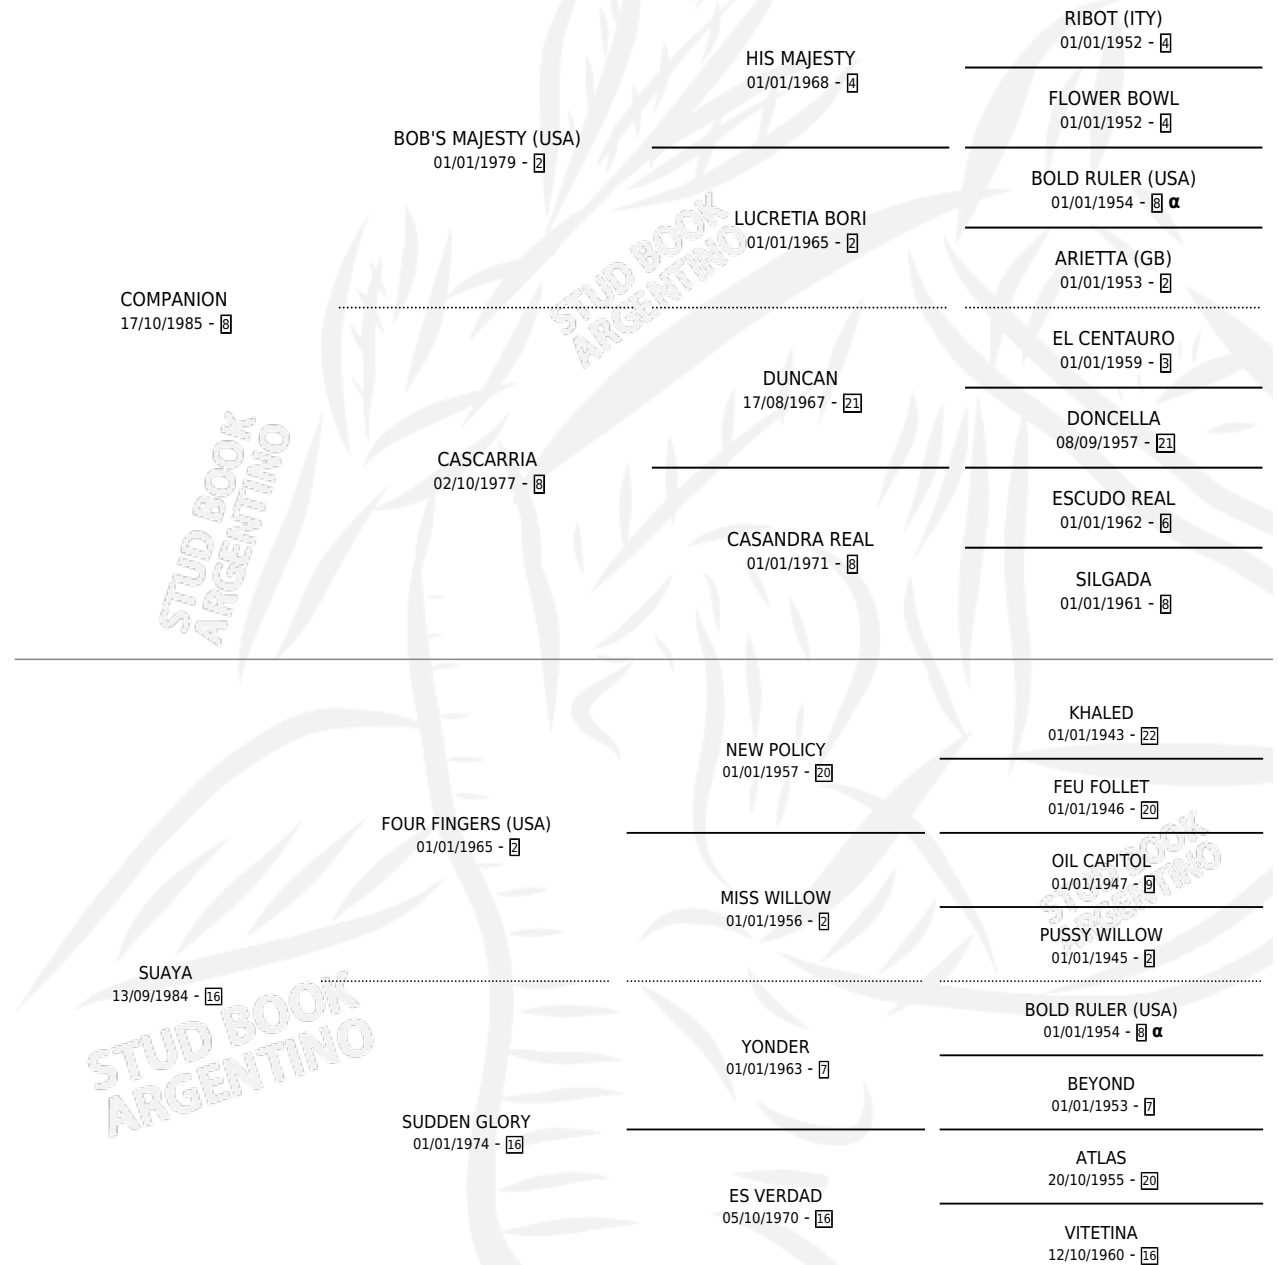 RIBOT (ITY)
01/01/1952 - 4
HIS MAJESTY
01/01/1968 - 4
FLOWER BOWL
01/01/1952 - 4
BOB'S MAJESTY (USA)
01/01/1979 - 2
BOLD RULER (USA)
01/01/1954 - 8 α
LUCRETIA BORI
01/01/1965 - 2
ARIETTA (GB)
01/01/1953 - 2
STUD BOOK
ARGENTINO
COMPANION
17/10/1985 - 8
EL CENTAURO
01/01/1959 - 3
DUNCAN
17/08/1967 - 21
DONCELLA
08/09/1957 - 21
CASCARRIA
02/10/1977 - 8
ESCUDO REAL
01/01/1962 - 6
CASANDRA REAL
01/01/1971 - 8
SILGADA
01/01/1961 - 8
STUD BOOK
ARGENTINO
KHALED
01/01/1943 - 22
NEW POLICY
01/01/1957 - 20
FEU FOLLET
01/01/1946 - 20
FOUR FINGERS (USA)
01/01/1965 - 2
OIL CAPITOL
01/01/1947 - 9
MISS WILLOW
01/01/1956 - 2
PUSSY WILLOW
01/01/1945 - 2
STUD BOOK
ARGENTINO
SUAYA
13/09/1984 - 16
BOLD RULER (USA)
01/01/1954 - 8 α
YONDER
01/01/1963 - 7
BEYOND
01/01/1953 - 7
STUD BOOK
ARGENTINO
SUDDEN GLORY
01/01/1974 - 16
ATLAS
20/10/1955 - 20
ES VERDAD
05/10/1970 - 16
VITETINA
12/10/1960 - 16